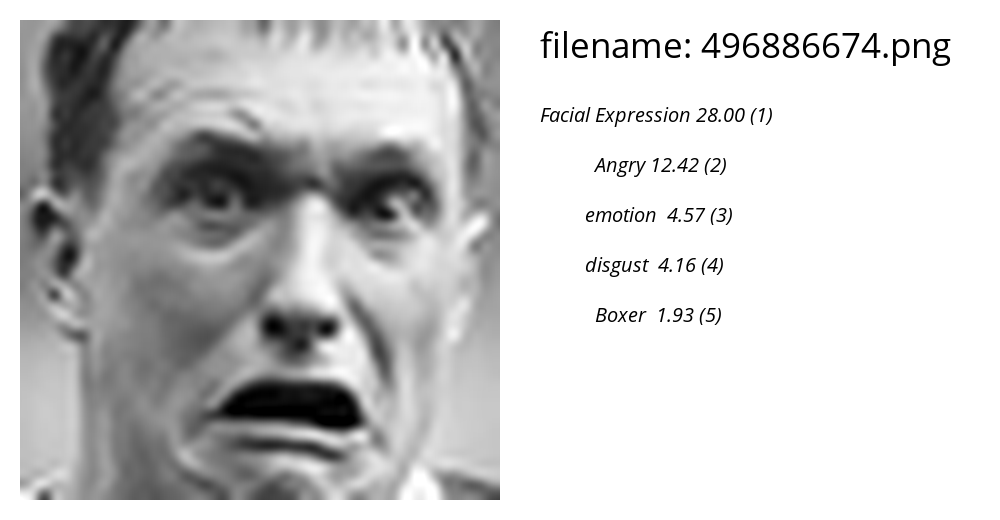 filename: 496886674.png
Facial Expression 28.00 (1)
Angry 12.42 (2)
emotion 4.57 (3)
disgust 4.16 (4)
Boxer 1.93 (5)